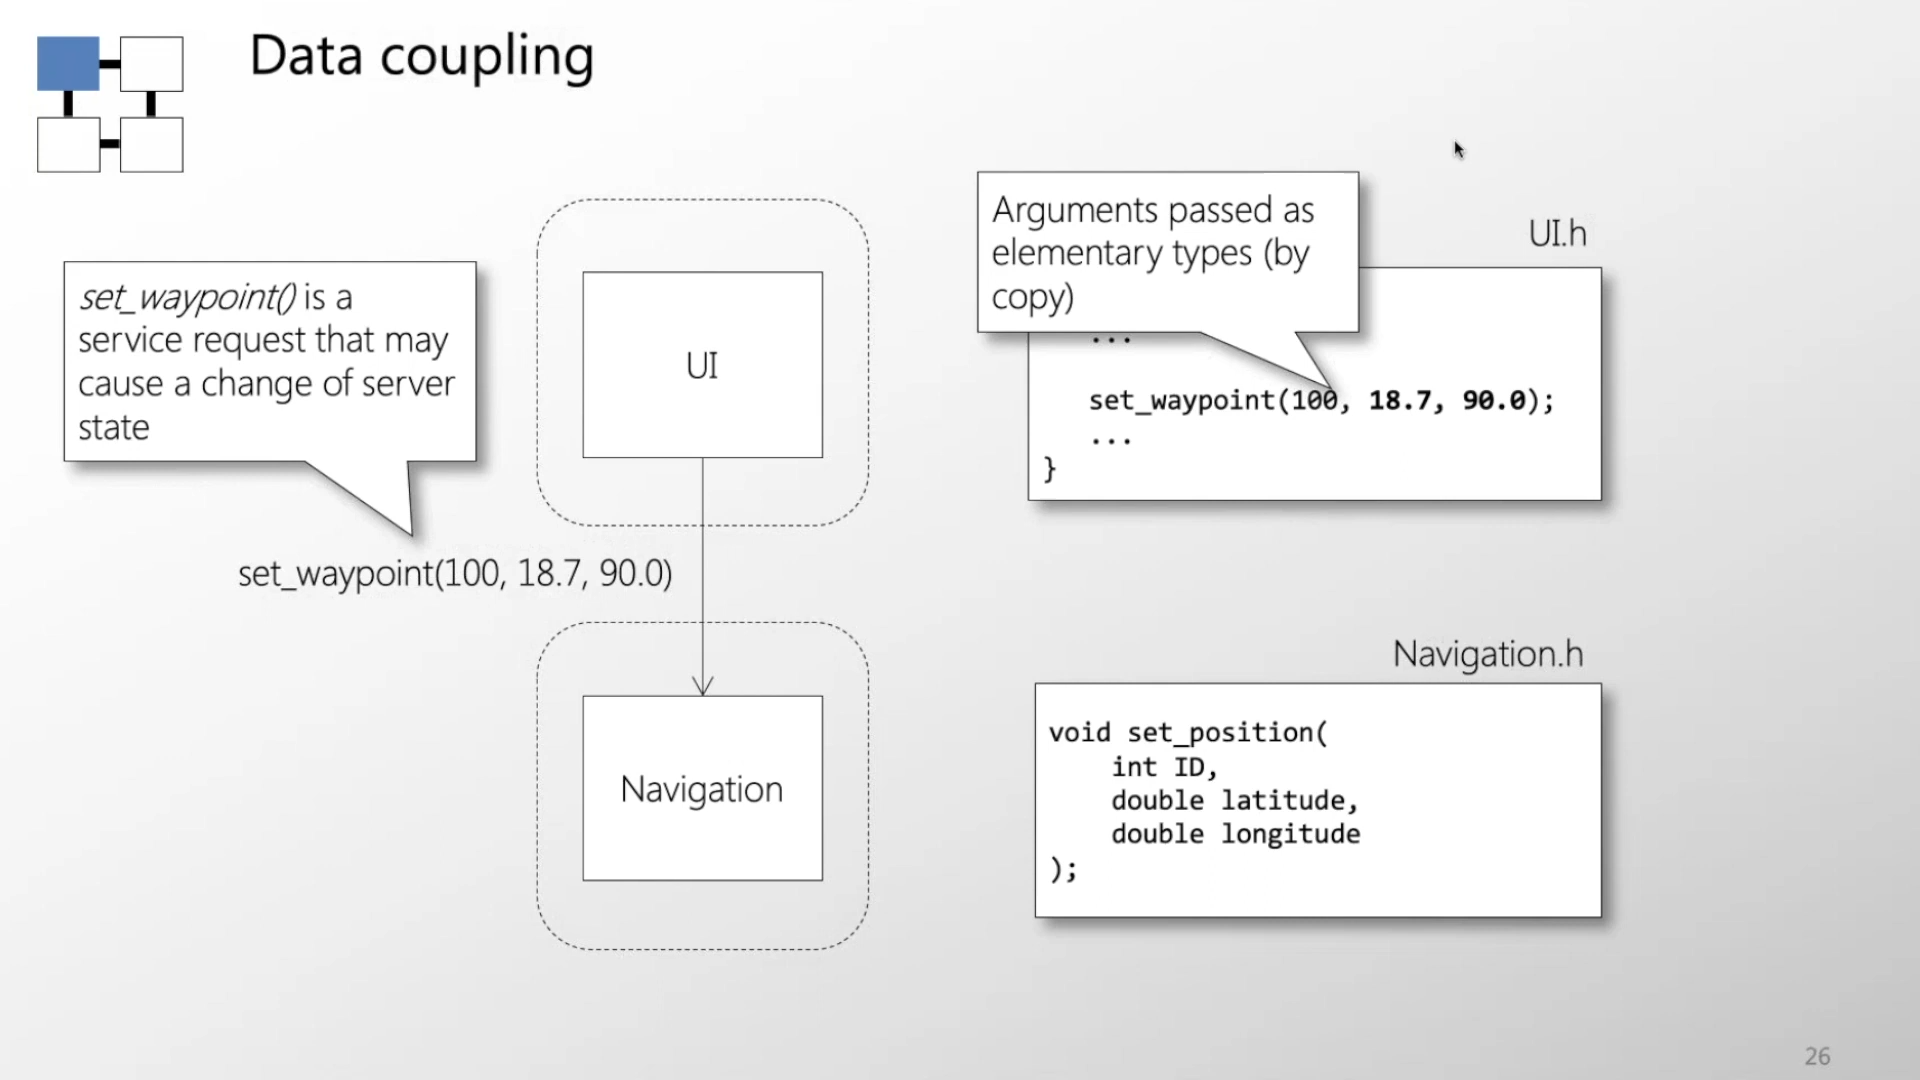 Data coupling
set_waypoint() is a
service request that may
cause a change of server
state
UI
set_waypoint(100, 18.7, 90.0)
Navigation
Arguments passed as
elementary types (by
copy)
UI.h
...
set_waypoint(100, 18.7, 90.0);
...
}
Navigation.h
void set_position(
int ID,
double latitude,
double longitude
);
26